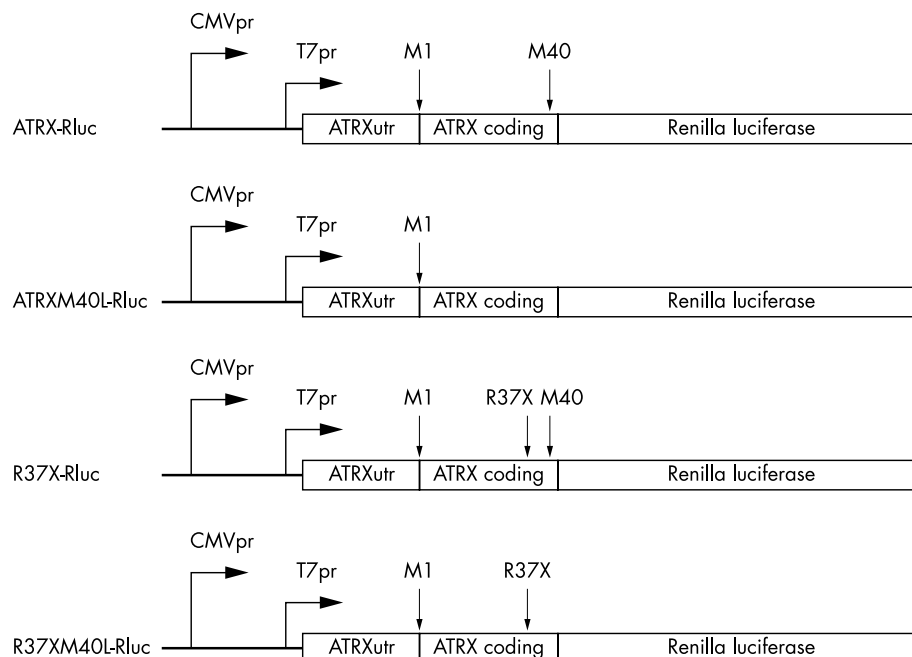 CMVpr
T7pr M1 M40
ATRX-Rluc ATRXutr ATRX coding Renilla luciferase
CMVpr
T7pr M1
ATRXM40L-Rluc ATRXutr ATRX coding Renilla luciferase
CMVpr
T7pr M1 R37X M40
R37X-Rluc ATRXutr ATRX coding Renilla luciferase
CMVpr
T7pr M1 R37X
R37XM40L-Rluc ATRXutr ATRX coding Renilla luciferase